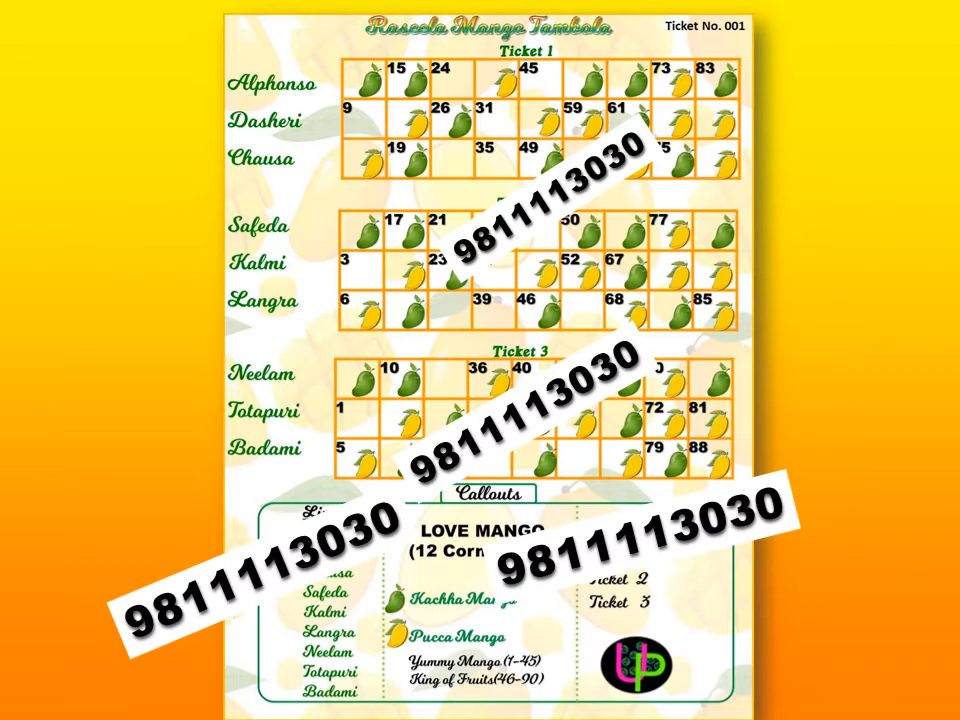 Raseela Mango Tambola
Ticket No. 001
Ticket 1
Alphonso 15 24 45 73 83
Dasheri 9 26 31 59 61
Chausa 19 35 49
Safeda 17 21 77
Kalmi 3 23 52 67
Langra 6 39 46 68 85
9811113030
Ticket 3
Neelam 10 36 40
Totapuri 1 72 81
Badami 5 79 88
9811113030
Callouts
LOVE MANGO
(12
9811113030
9811113030
Safeda
Kalmi
Langra
Neelam
Totapuri
Badami
Kachha
Pucca Mango
Yummy Mango (1-45)
King of Fruits(46-90)
Ticket 2
Ticket 3
UP